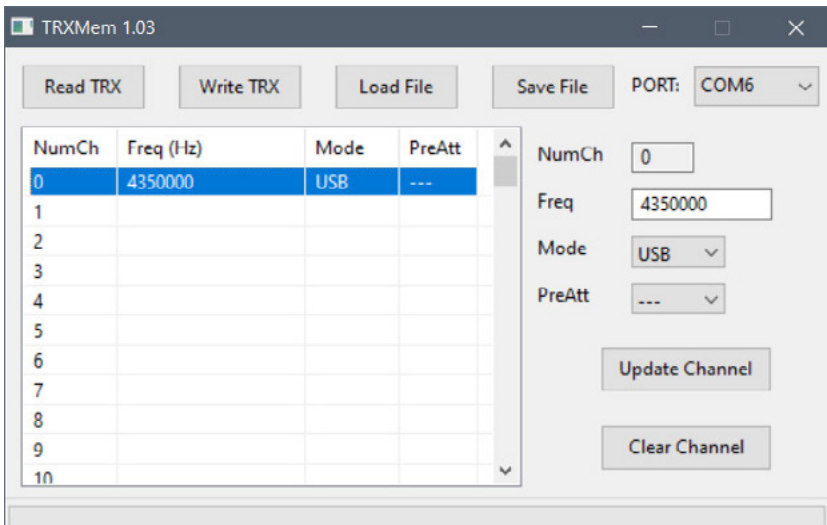 TRXMem 1.03
Read TRX Write TRX Load File Save File PORT: COM6
NumCh Freq (Hz) Mode PreAtt
0 4350000 USB ---
1
2
3
4
5
6
7
8
9
10
NumCh 0
Freq 4350000
Mode USB
PreAtt ---
Update Channel
Clear Channel